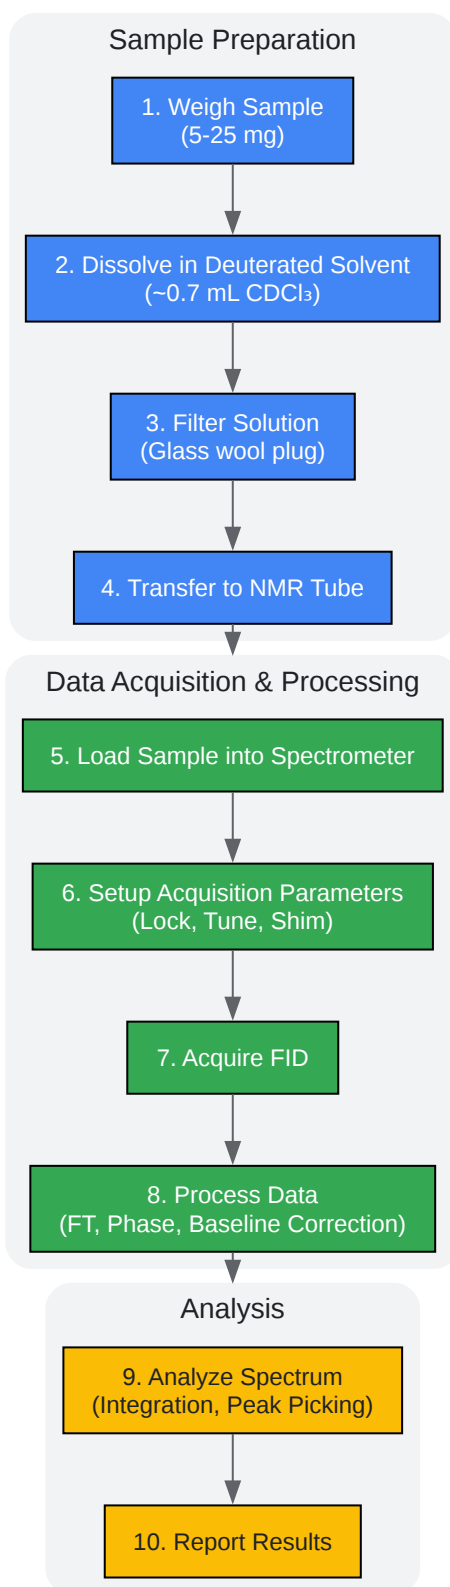 Sample Preparation
1. Weigh Sample
(5-25 mg)
2. Dissolve in Deuterated Solvent
(~0.7 mL CDCl₃)
3. Filter Solution
(Glass wool plug)
4. Transfer to NMR Tube
Data Acquisition & Processing
5. Load Sample into Spectrometer
6. Setup Acquisition Parameters
(Lock, Tune, Shim)
7. Acquire FID
8. Process Data
(FT, Phase, Baseline Correction)
Analysis
9. Analyze Spectrum
(Integration, Peak Picking)
10. Report Results